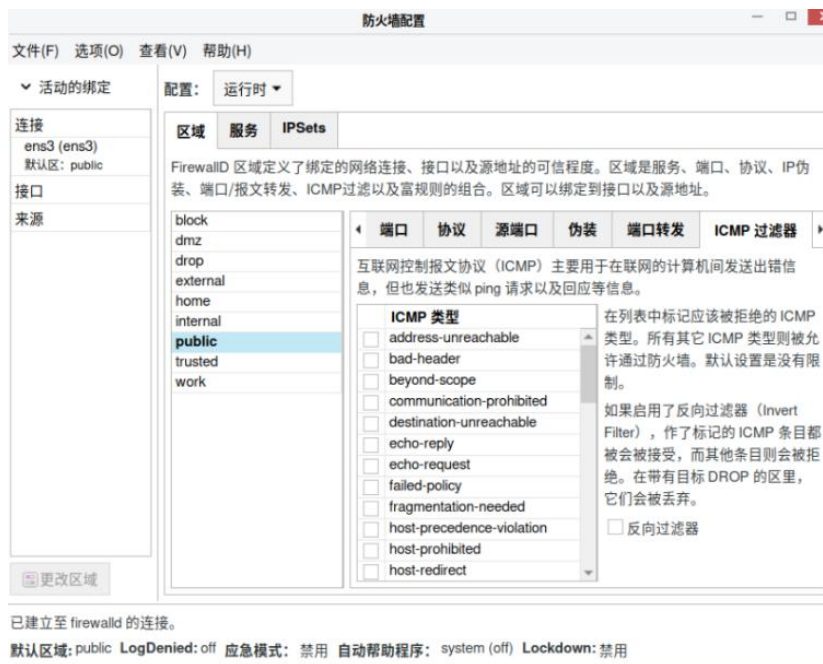 防火墙配置
文件(F) 选项(O) 查看(V) 帮助(H)
活动的绑定
连接
ens3 (ens3)
默认区：public
接口
来源
更改区域
配置： 运行时
区域 服务 IPSets
FirewallD 区域定义了绑定的网络连接、接口以及源地址的可信程度。区域是服务、端口、协议、IP伪
装、端口/报文转发、ICMP过滤以及富规则的组合。区域可以绑定到接口以及源地址。
block
dmz
drop
external
home
internal
public
trusted
work
端口 协议 源端口 伪装 端口转发 ICMP 过滤器
互联网控制报文协议（ICMP）主要用于在联网的计算机间发送出错信
息，但也发送类似 ping 请求以及回应等信息。
ICMP 类型
address-unreachable
bad-header
beyond-scope
communication-prohibited
destination-unreachable
echo-reply
echo-request
failed-policy
fragmentation-needed
host-precedence-violation
host-prohibited
host-redirect
在列表中标记应该被拒绝的 ICMP
类型。所有其它 ICMP 类型则被允
许通过防火墙。默认设置是没有限
制。
如果启用了反向过滤器（Invert
Filter），作了标记的 ICMP 条目都
被会被接受，而其他条目则会被拒
绝。在带有目标 DROP 的区里，
它们会被丢弃。
反向过滤器
已建立至 firewalld 的连接。
默认区域: public LogDenied: off 应急模式： 禁用 自动帮助程序： system (off) Lockdown: 禁用